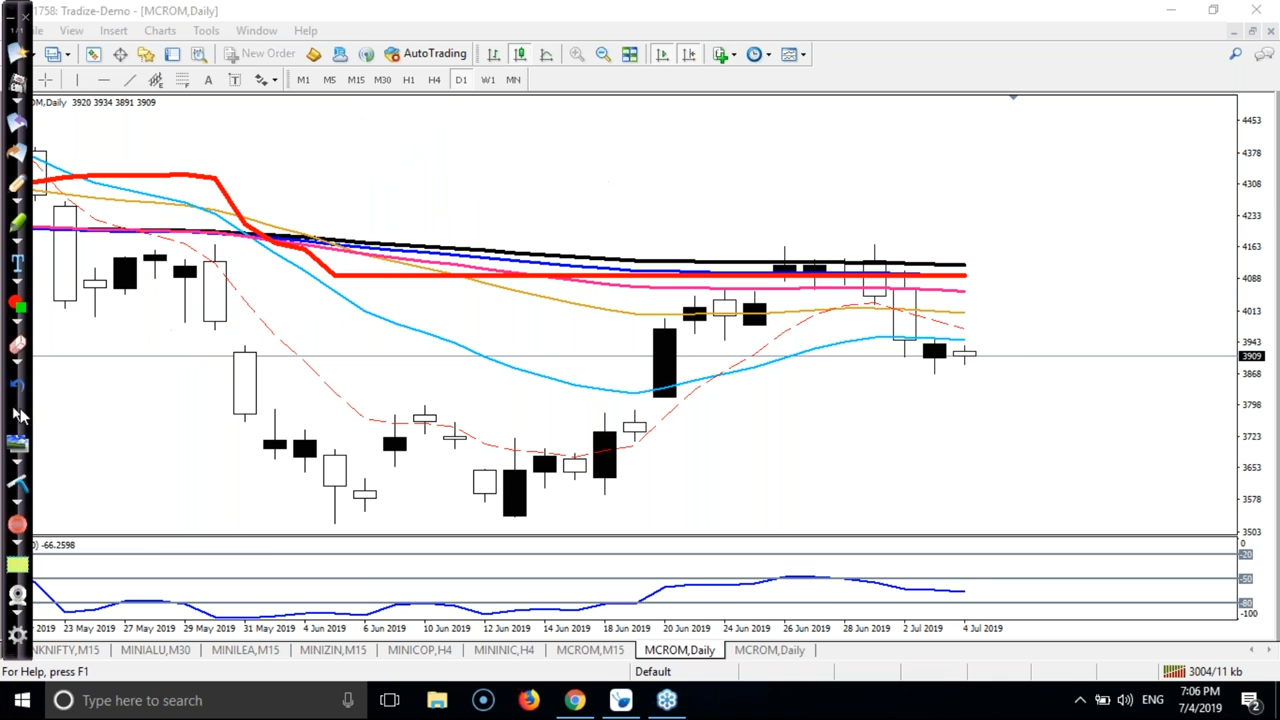 1758: Tradize-Demo - [MCROM,Daily]
1/1
ile View Insert Charts Tools Window Help
New Order AutoTrading
A T M1 M5 M15 M30 H1 H4 D1 W1 MN
OM,Daily 3920 3934 3891 3909
4453
4378
4308
4233
4163
4088
4013
3943
3909
3868
3798
3723
3653
3578
3503
) -66.2598
0
-20
-50
-80
-100
2019 23 May 2019 27 May 2019 29 May 2019 31 May 2019 4 Jun 2019 6 Jun 2019 10 Jun 2019 12 Jun 2019 14 Jun 2019 18 Jun 2019 20 Jun 2019 24 Jun 2019 26 Jun 2019 28 Jun 2019 2 Jul 2019 4 Jul 2019
NKNIFTY,M15 MINIALU,M30 MINILEA,M15 MINIZIN,M15 MINICOP,H4 MININIC,H4 MCROM,M15 MCROM,Daily MCROM,Daily
For Help, press F1 Default 3004/11 kb
Type here to search ENG 7:06 PM
7/4/2019 2